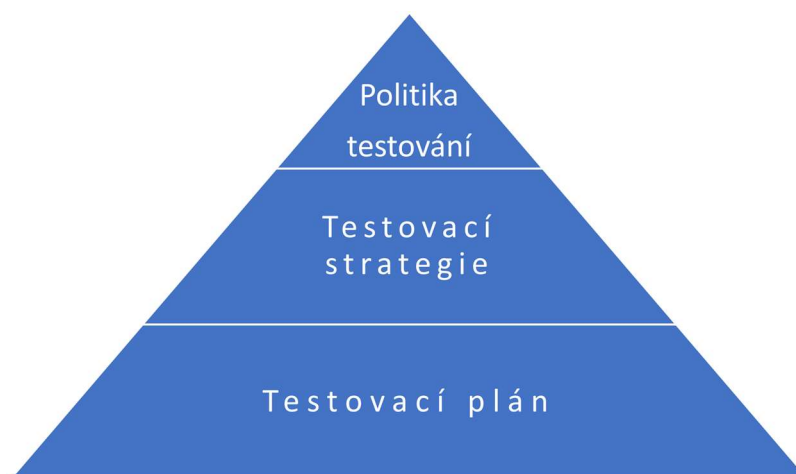 Politika
testování
Testovací
strategie
Testovací plán